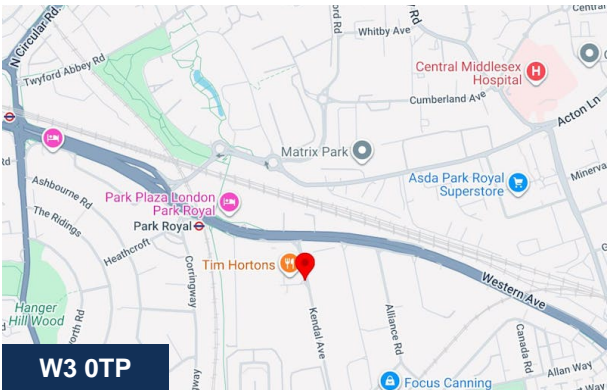 N Circular Rd.
Twyford Abbey Rd
Whitby Ave
Central Middlesex
Hospital
H
Cumberland Ave
Acton Ln
Matrix Park
Asda Park Royal
Superstore
Minerva
Ashbourne Rd
The Ridings
Park Plaza London
Park Royal
Park Royal
Heathcroft
Corringway
Tim Hortons
Western Ave
Hanger
Hill Wood
Kendal Ave
Alliance Rd
Canada Rd
Allan Way
Focus Canning
W3 0TP